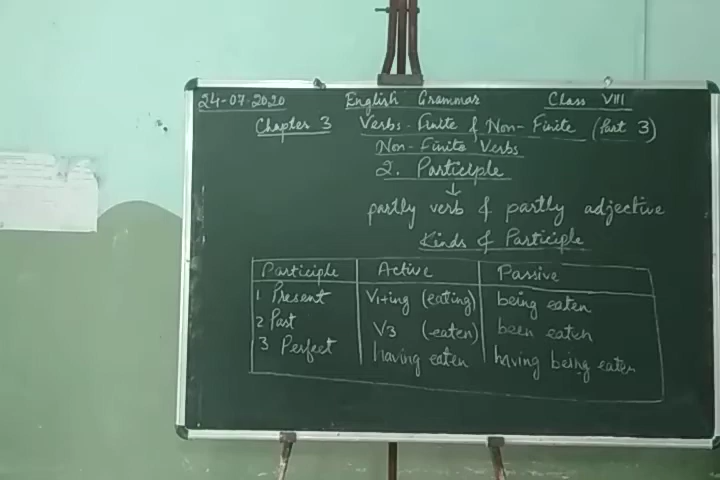 24-07-2020 English Grammar Class VIII
Chapter 3 Verbs-Finite & Non-Finite (Part 3)
Non-Finite Verbs
2. Participle
↓
partly verb & partly adjective
Kinds of Participle
Participle Active Passive
1 Present V1+ing (eating) being eaten
2 Past V3 (eaten) been eaten
3 Perfect having eaten having being eaten